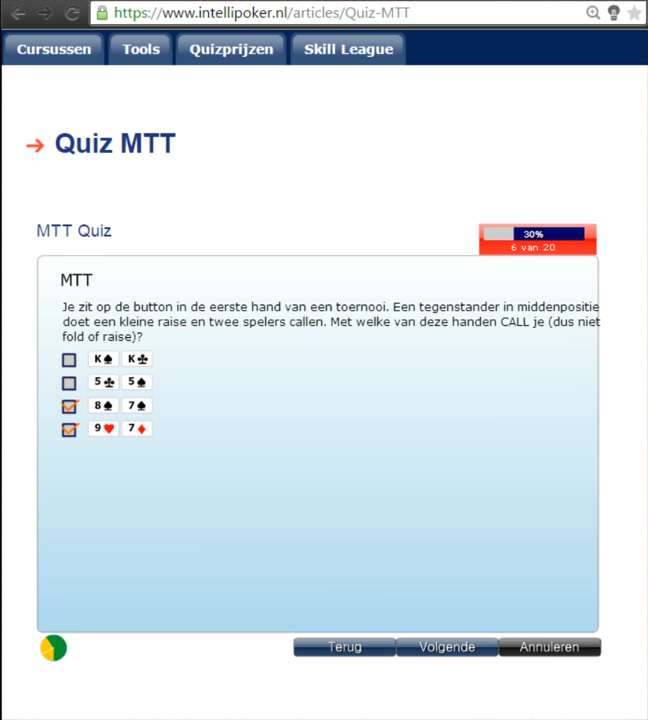 https://www.intellipoker.nl/articles/Quiz-MTT
Cursussen Tools Quizprijzen Skill League
Quiz MTT
MTT Quiz
30%
6 van 20
MTT
Je zit op de button in de eerste hand van een toernooi. Een tegenstander in middenpositie
doet een kleine raise en twee spelers callen. Met welke van deze handen CALL je (dus niet
fold of raise)?
K♠ K♣
5♣ 5♠
8♠ 7♠
9♥ 7♦
Terug Volgende Annuleren